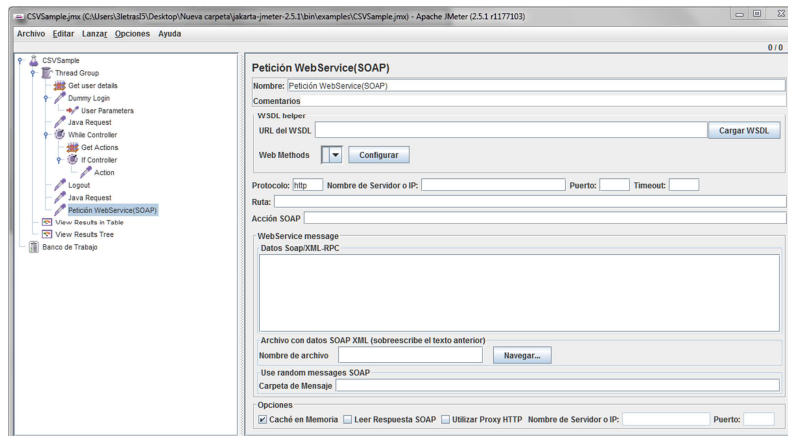 CSVSample.jmx (C:\Users\3letrasI5\Desktop\Nueva carpeta\jakarta-jmeter-2.5.1\bin\examples\CSVSample.jmx) - Apache JMeter (2.5.1 r1177103)
Archivo Editar Lanzar Opciones Ayuda
0 / 0
CSVSample
Thread Group
Get user details
Dummy Login
User Parameters
Java Request
While Controller
Get Actions
If Controller
Action
Logout
Java Request
Petición WebService(SOAP)
View Results in Table
View Results Tree
Banco de Trabajo
Petición WebService(SOAP)
Nombre: Petición WebService(SOAP)
Comentarios
WSDL helper
URL del WSDL Cargar WSDL
Web Methods Configurar
Protocolo: http Nombre de Servidor o IP: Puerto: Timeout:
Ruta:
Acción SOAP
WebService message
Datos Soap/XML-RPC
Archivo con datos SOAP XML (sobreescribe el texto anterior)
Nombre de archivo Navegar...
Use random messages SOAP
Carpeta de Mensaje
Opciones
Caché en Memoria Leer Respuesta SOAP Utilizar Proxy HTTP Nombre de Servidor o IP: Puerto: